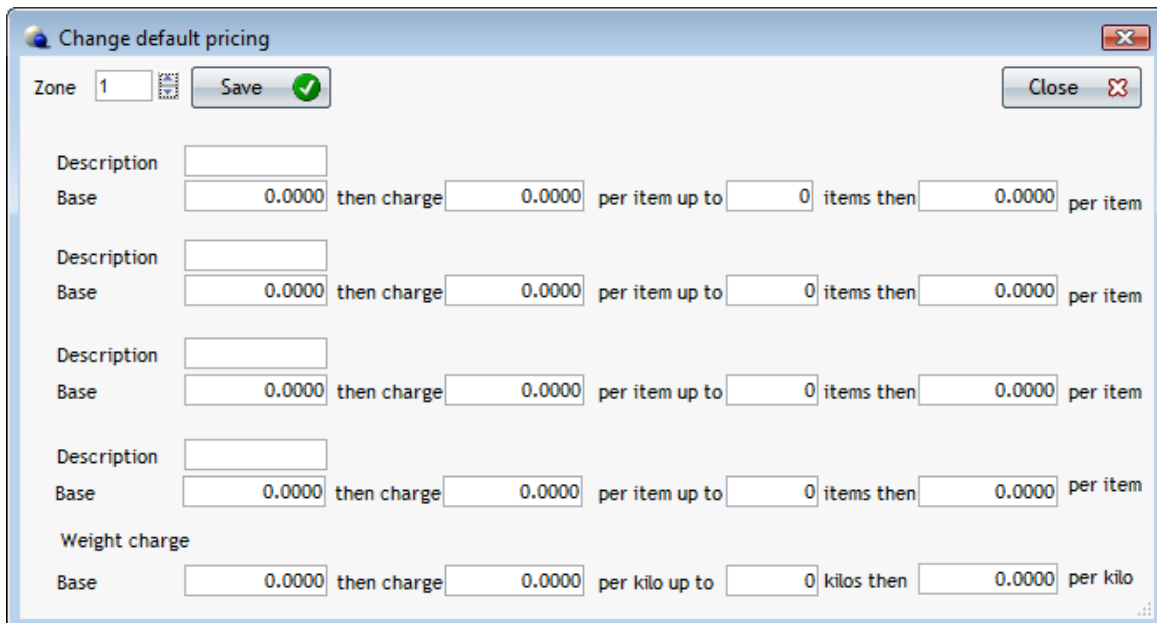 Change default pricing
Zone 1 Save Close
Description
Base 0.0000 then charge 0.0000 per item up to 0 items then 0.0000 per item
Description
Base 0.0000 then charge 0.0000 per item up to 0 items then 0.0000 per item
Description
Base 0.0000 then charge 0.0000 per item up to 0 items then 0.0000 per item
Description
Base 0.0000 then charge 0.0000 per item up to 0 items then 0.0000 per item
Weight charge
Base 0.0000 then charge 0.0000 per kilo up to 0 kilos then 0.0000 per kilo